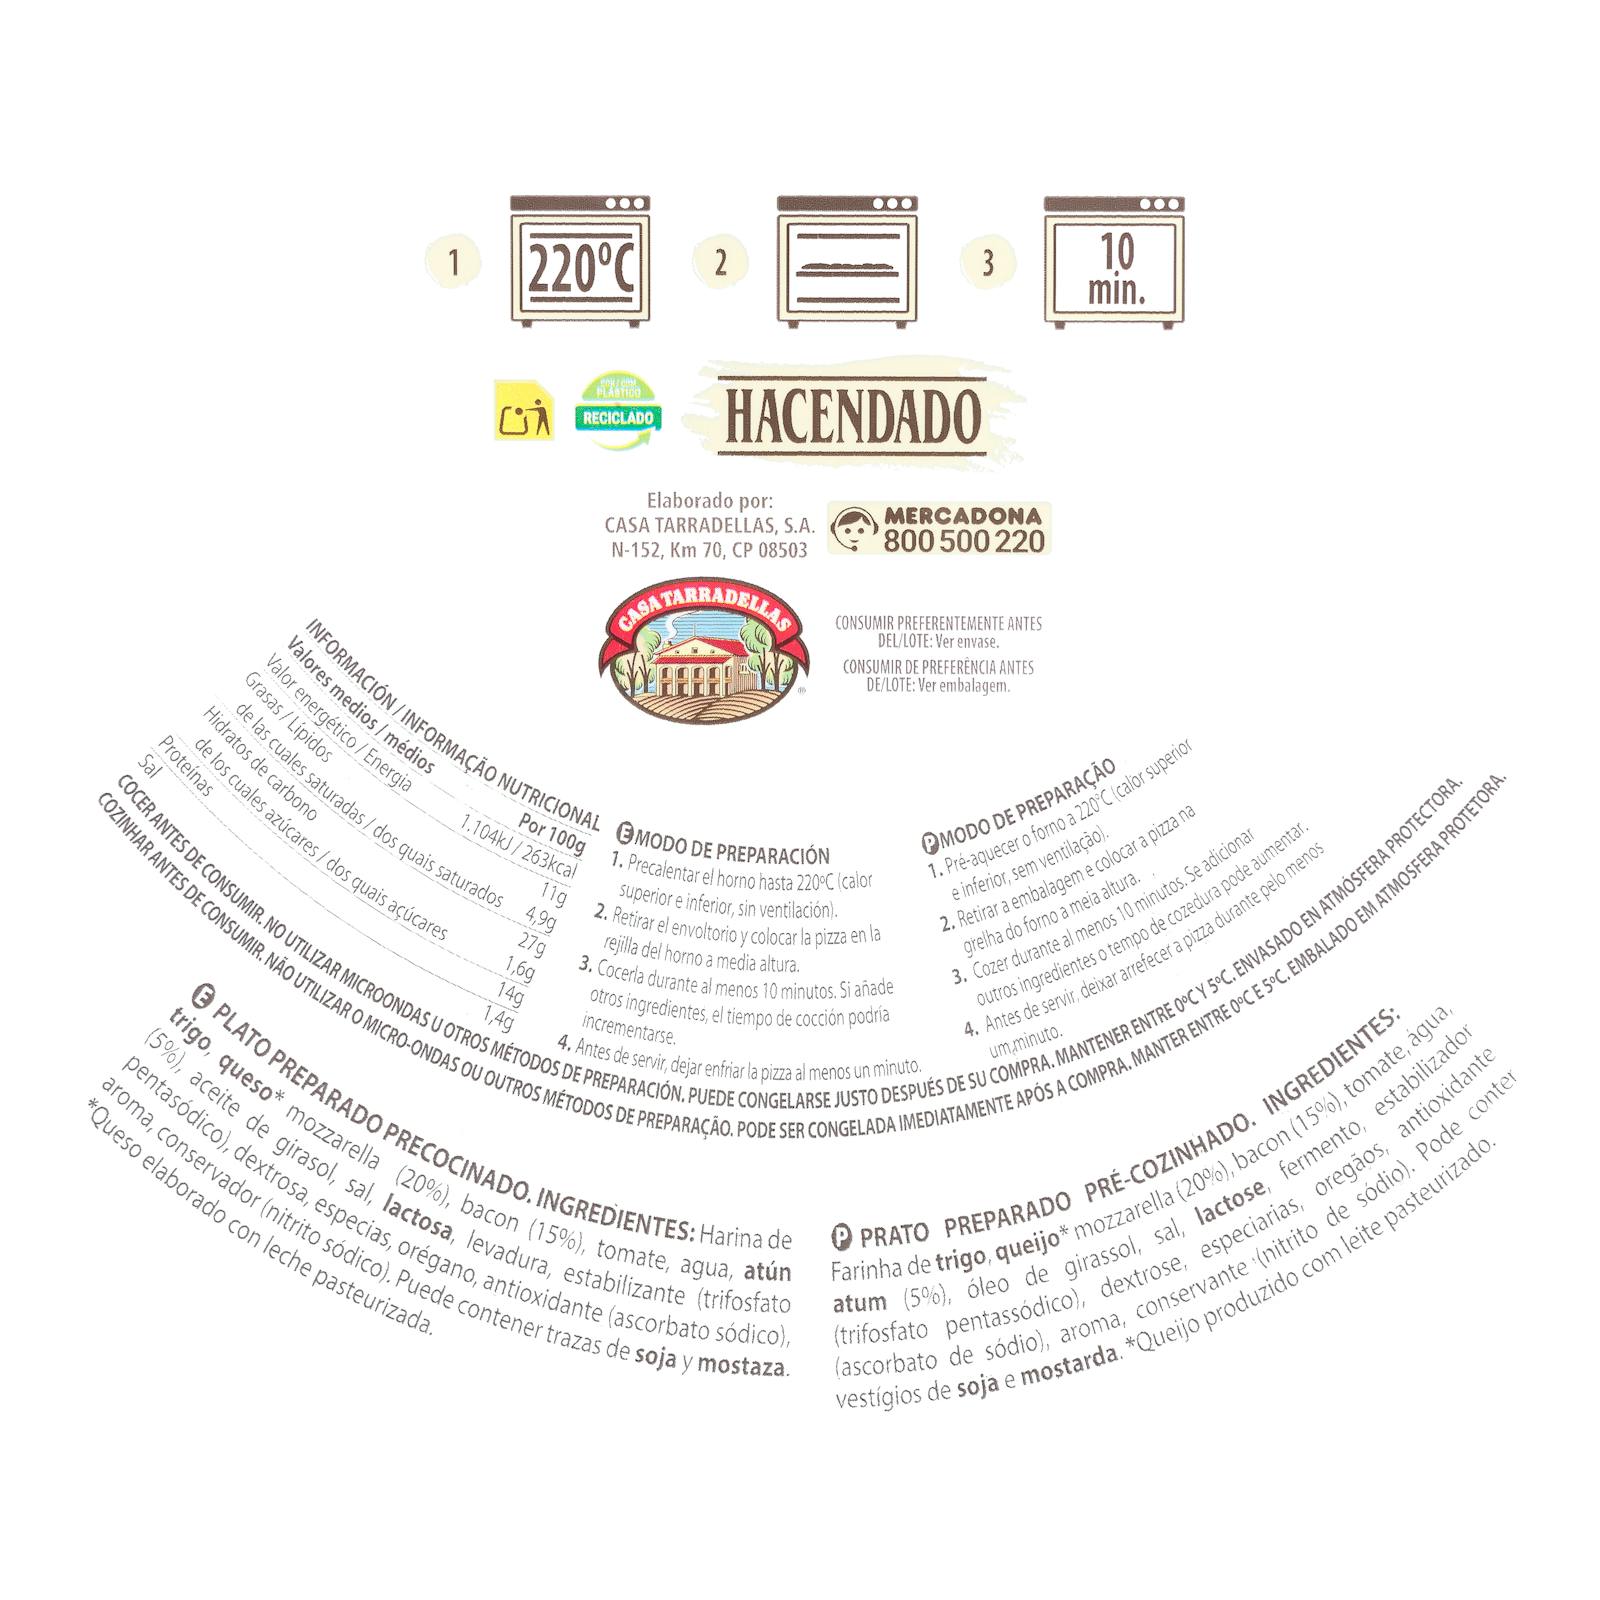 1
220ºC
2
3
10
min.
CON / COM
PLÁSTICO
RECICLADO
HACENDADO
Elaborado por:
CASA TARRADELLAS, S.A.
N-152, Km 70, CP 08503
MERCADONA
800 500 220
CASA TARRADELLAS
®
CONSUMIR PREFERENTEMENTE ANTES
DEL/LOTE: Ver envase.
CONSUMIR DE PREFERÊNCIA ANTES
DE/LOTE: Ver embalagem.
INFORMACIÓN / INFORMAÇÃO NUTRICIONAL
Valores medios / médios Por 100g
Valor energético / Energia 1.104kJ / 263kcal
Grasas / Lípidos 11g
de las cuales saturadas / dos quais saturados 4,9g
Hidratos de carbono 27g
de los cuales azúcares / dos quais açúcares 1,6g
Proteínas 14g
Sal 1,4g
E MODO DE PREPARACIÓN
1. Precalentar el horno hasta 220ºC (calor
superior e inferior, sin ventilación).
2. Retirar el envoltorio y colocar la pizza en la
rejilla del horno a media altura.
3. Cocerla durante al menos 10 minutos. Si añade
otros ingredientes, el tiempo de cocción podría
incrementarse.
4. Antes de servir, dejar enfriar la pizza al menos un minuto.
P MODO DE PREPARAÇÃO
1. Pré-aquecer o forno a 220ºC (calor superior
e inferior, sem ventilação).
2. Retirar a embalagem e colocar a pizza na
grelha do forno a meia altura.
3. Cozer durante al menos 10 minutos. Se adicionar
outros ingredientes o tempo de cozedura pode aumentar.
4. Antes de servir, deixar arrefecer a pizza durante pelo menos
um minuto.
COCER ANTES DE CONSUMIR. NO UTILIZAR MICROONDAS U OTROS MÉTODOS DE PREPARACIÓN. PUEDE CONGELARSE JUSTO DESPUÉS DE SU COMPRA. MANTENER ENTRE 0ºC Y 5ºC. ENVASADO EN ATMÓSFERA PROTECTORA.
COZINHAR ANTES DE CONSUMIR. NÃO UTILIZAR O MICRO-ONDAS OU OUTROS MÉTODOS DE PREPARAÇÃO. PODE SER CONGELADA IMEDIATAMENTE APÓS A COMPRA. MANTER ENTRE 0ºC E 5ºC. EMBALADO EM ATMOSFERA PROTETORA.
E PLATO PREPARADO PRECOCINADO. INGREDIENTES: Harina de
trigo, queso* mozzarella (20%), bacon (15%), tomate, agua, atún
(5%), aceite de girasol, sal, lactosa, levadura, estabilizante (trifosfato
pentasódico), dextrosa, especias, orégano, antioxidante (ascorbato sódico),
aroma, conservador (nitrito sódico). Puede contener trazas de soja y mostaza.
*Queso elaborado con leche pasteurizada.
P PRATO PREPARADO PRÉ-COZINHADO. INGREDIENTES:
Farinha de trigo, queijo* mozzarella (20%), bacon (15%), tomate, água,
atum (5%), óleo de girassol, sal, lactose, fermento, estabilizador
(trifosfato pentassódico), dextrose, especiarias, oregãos, antioxidante
(ascorbato de sódio), aroma, conservante (nitrito de sódio). Pode conter
vestígios de soja e mostarda. *Queijo produzido com leite pasteurizado.